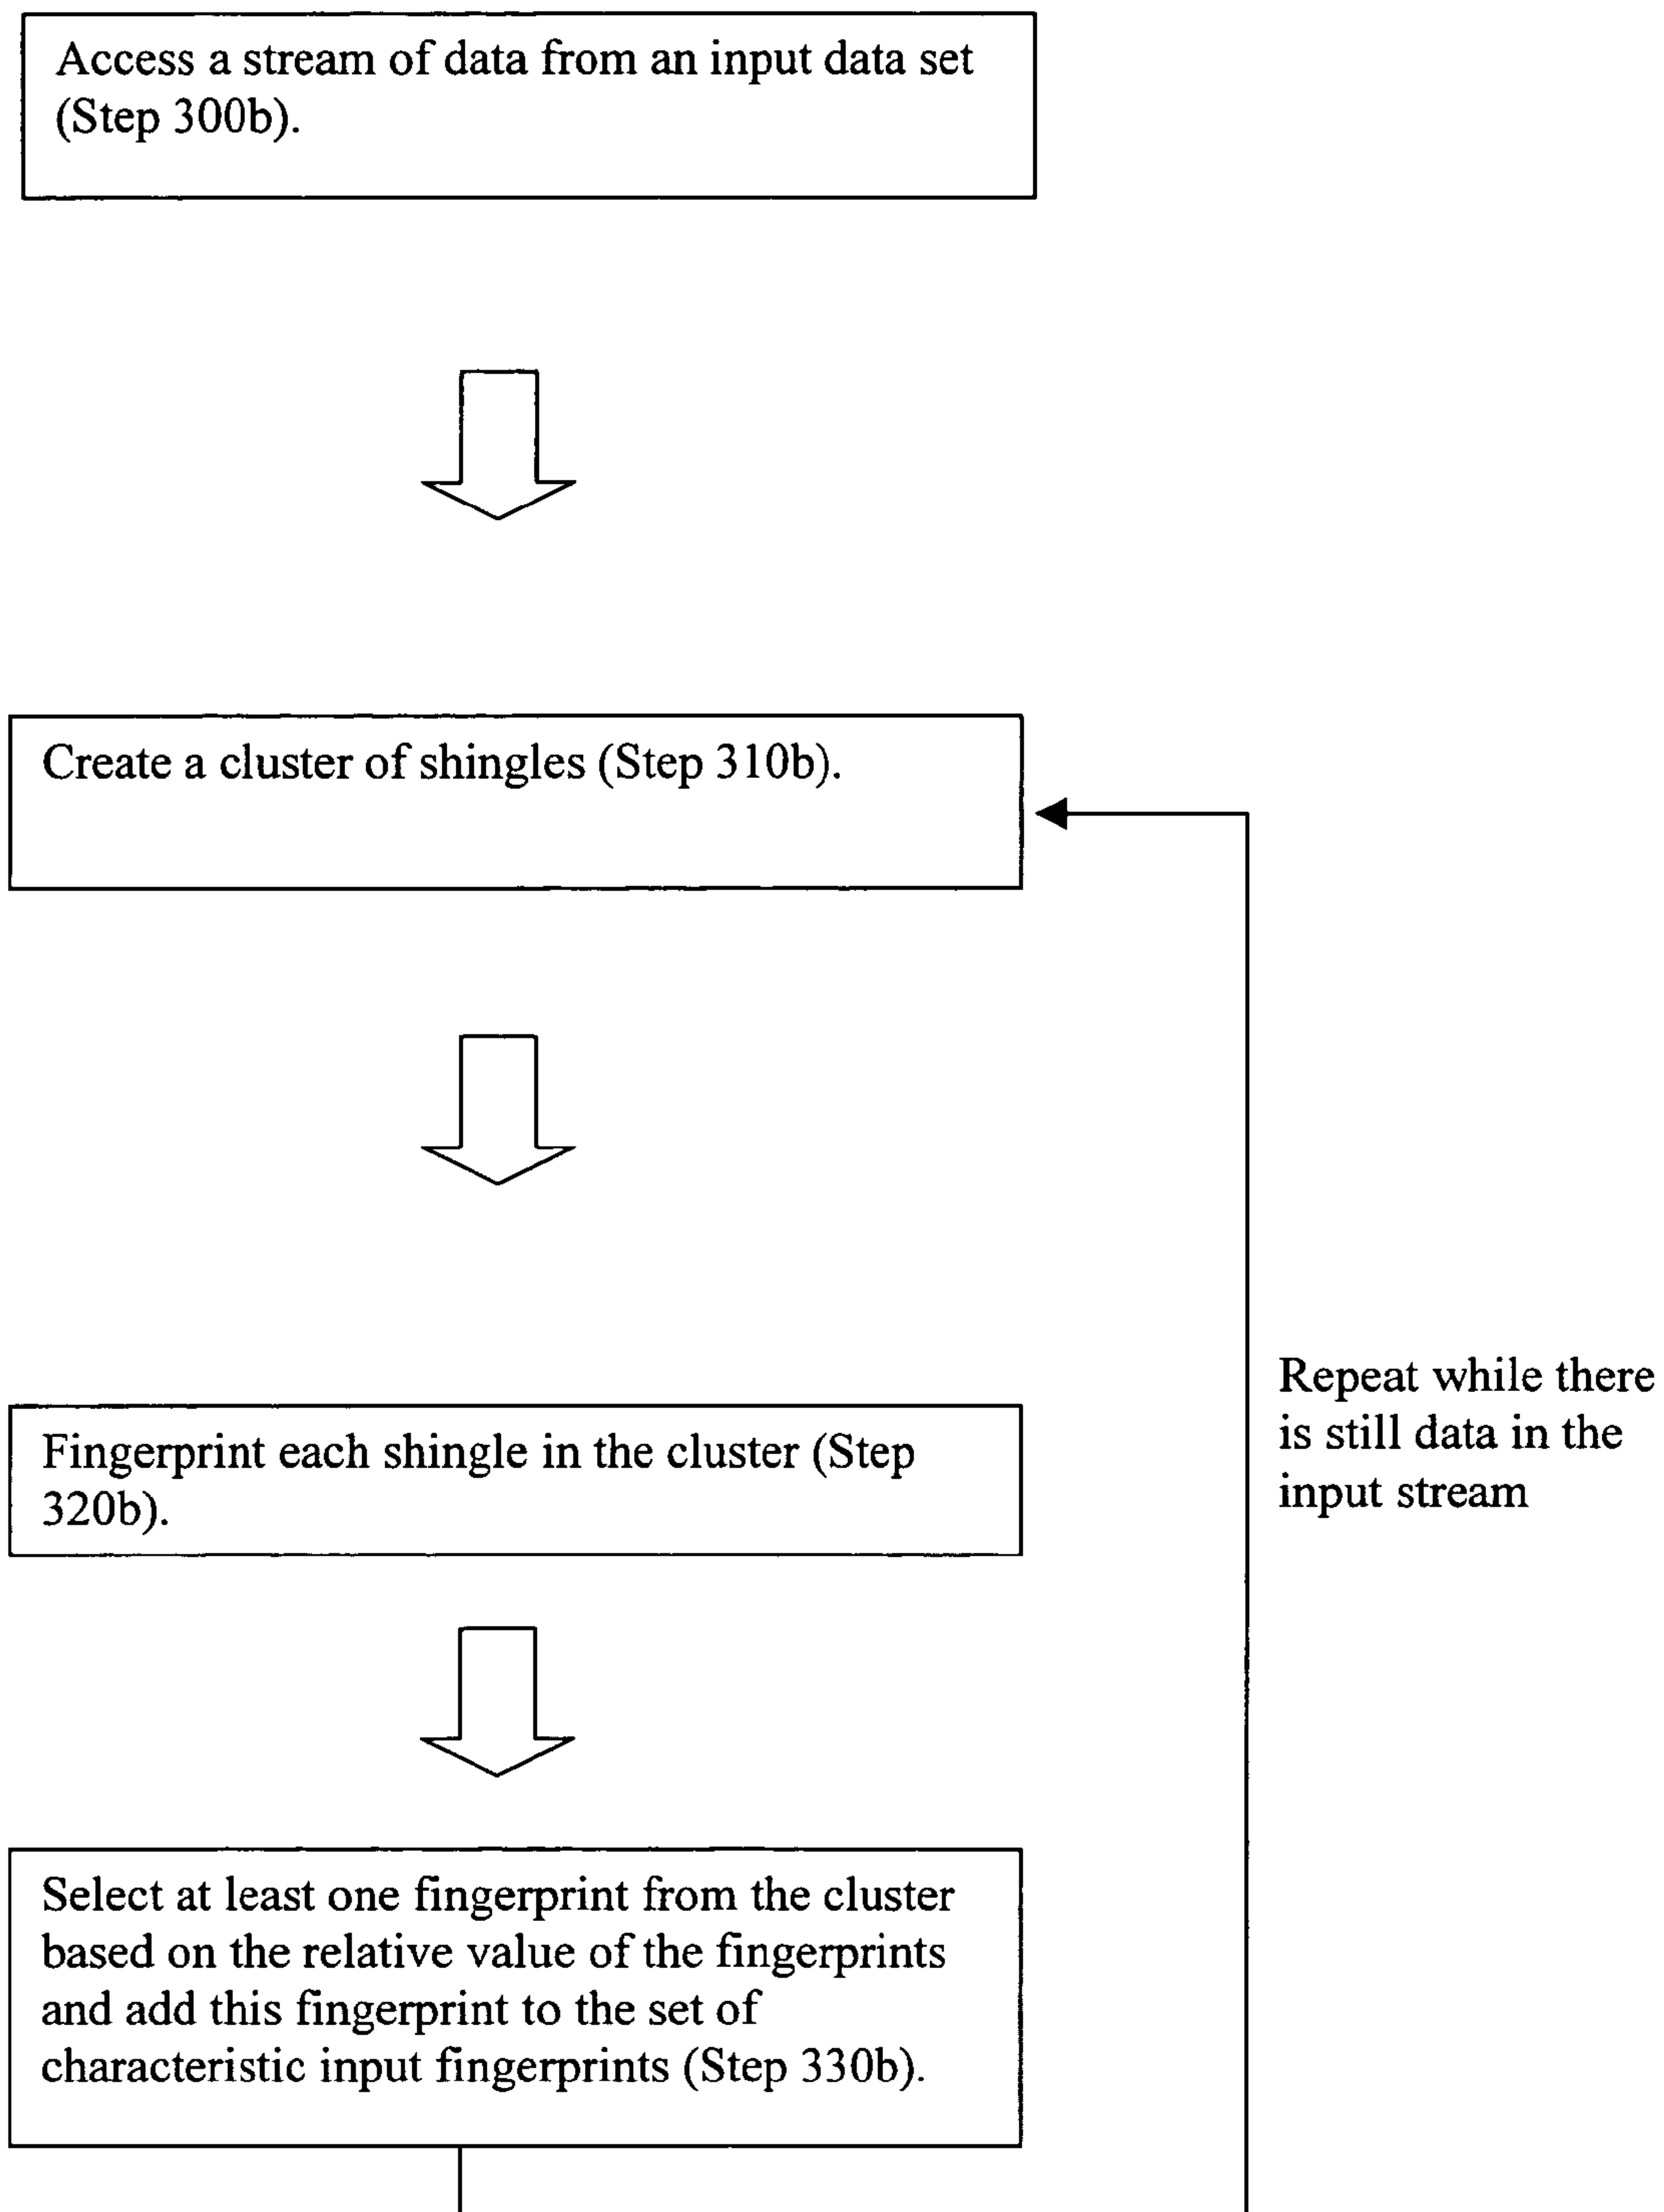 Access a stream of data from an input data set
(Step 300b).
Create a cluster of shingles (Step 310b).
Fingerprint each shingle in the cluster (Step
320b).
Repeat while there
is still data in the
input stream
Select at least one fingerprint from the cluster
based on the relative value of the fingerprints
and add this fingerprint to the set of
characteristic input fingerprints (Step 330b).